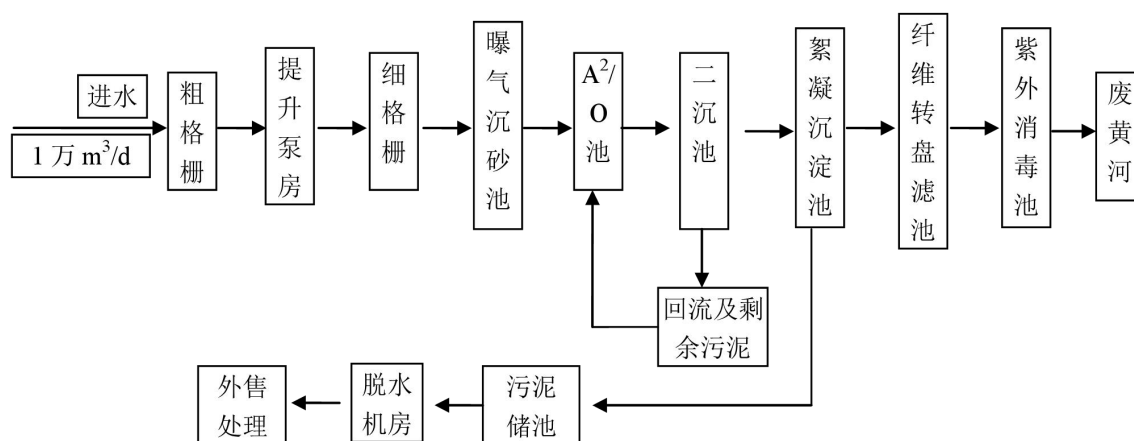 进水
1 万 m³/d
粗格栅
提升泵房
细格栅
曝气沉砂池
A²/
O
池
二沉池
絮凝沉淀池
纤维转盘滤池
紫外消毒池
废黄河
回流及剩
余污泥
外售
处理
脱水
机房
污泥
储池